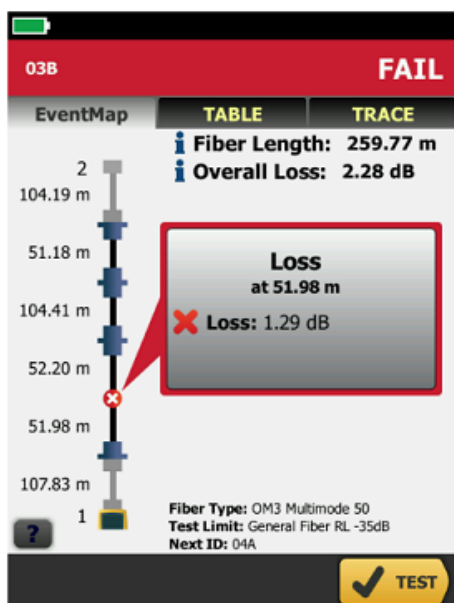 03B
FAIL
EventMap
TABLE
TRACE
Fiber Length: 259.77 m
Overall Loss: 2.28 dB
2
104.19 m
51.18 m
104.41 m
52.20 m
51.98 m
107.83 m
1
Loss
at 51.98 m
Loss: 1.29 dB
Fiber Type: OM3 Multimode 50
Test Limit: General Fiber RL -35dB
Next ID: 04A
?
TEST